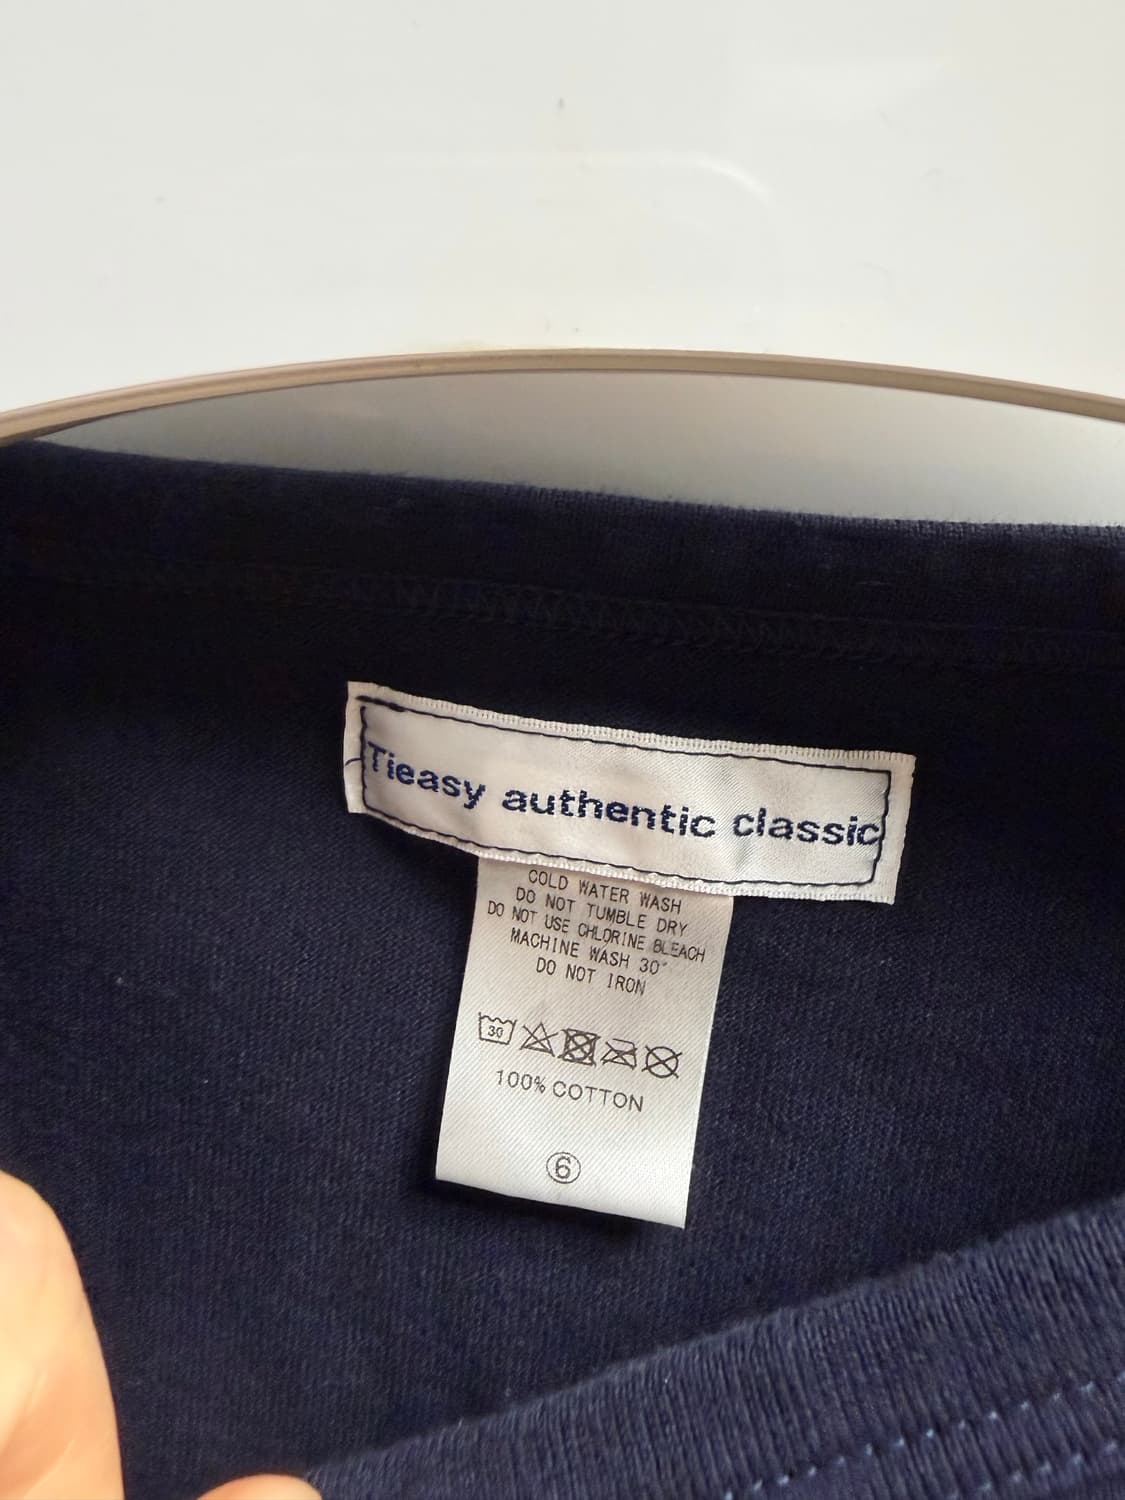 Tieasy authentic classic
COLD WATER WASH
DO NOT TUMBLE DRY
DO NOT USE CHLORINE BLEACH
MACHINE WASH 30°
DO NOT IRON
30
100% COTTON
6